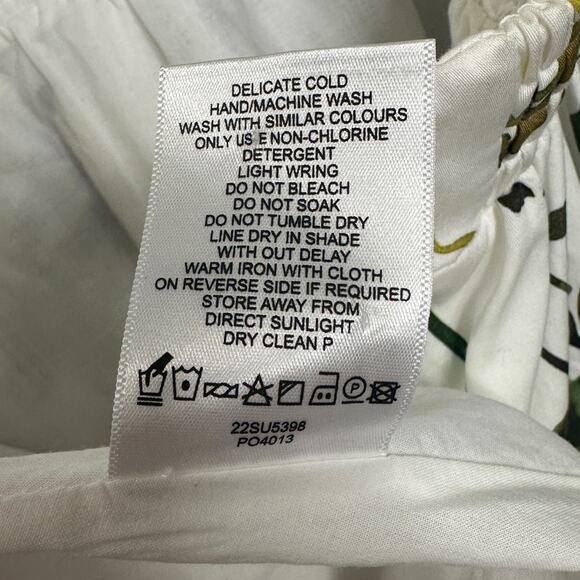 DELICATE COLD
HAND/MACHINE WASH
WASH WITH SIMILAR COLOURS
ONLY USE NON-CHLORINE
DETERGENT
LIGHT WRING
DO NOT BLEACH
DO NOT SOAK
DO NOT TUMBLE DRY
LINE DRY IN SHADE
WITH OUT DELAY
WARM IRON WITH CLOTH
ON REVERSE SIDE IF REQUIRED
STORE AWAY FROM
DIRECT SUNLIGHT
DRY CLEAN P
P
22SU5398
PO4013